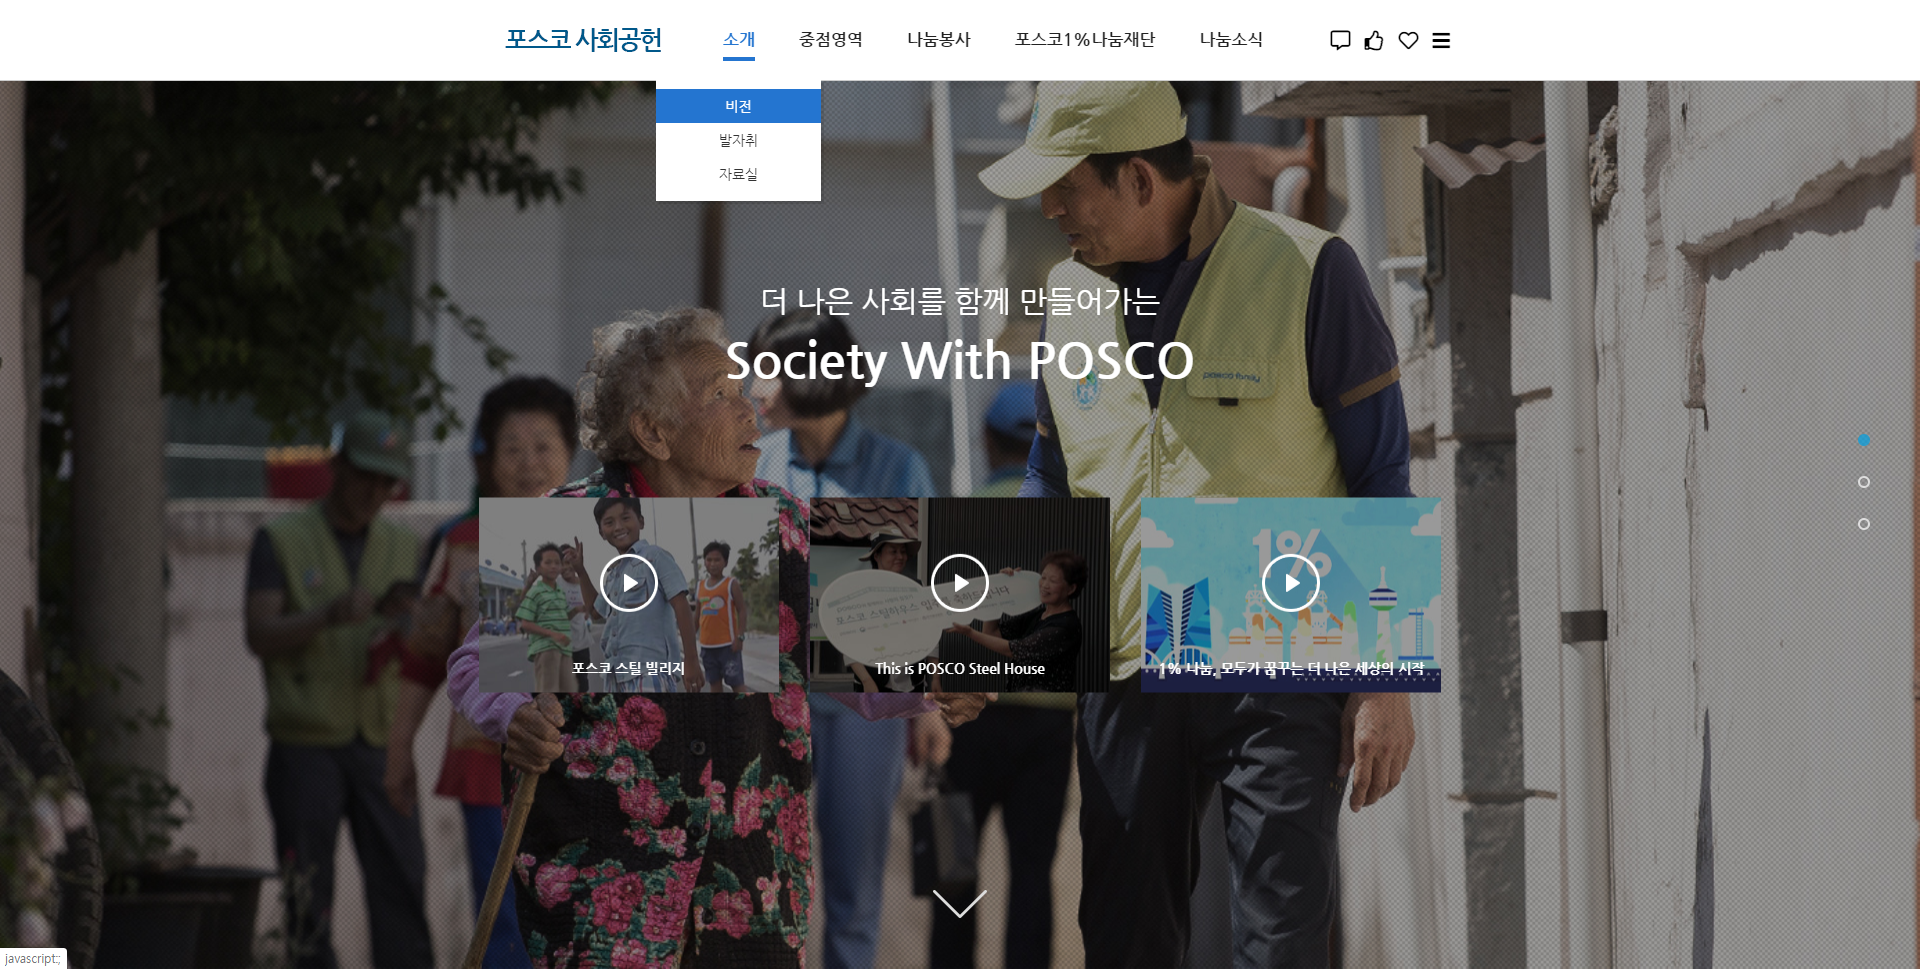 포스코 사회공헌
소개
중점영역
나눔봉사
포스코1%나눔재단
나눔소식
비전
발자취
자료실
더 나은 사회를 함께 만들어가는
Society With POSCO
posco family
1%
포스코 스틸 빌리지
This is POSCO Steel House
1% 나눔, 모두가 꿈꾸는 더 나은 세상의 시작
javascript:;